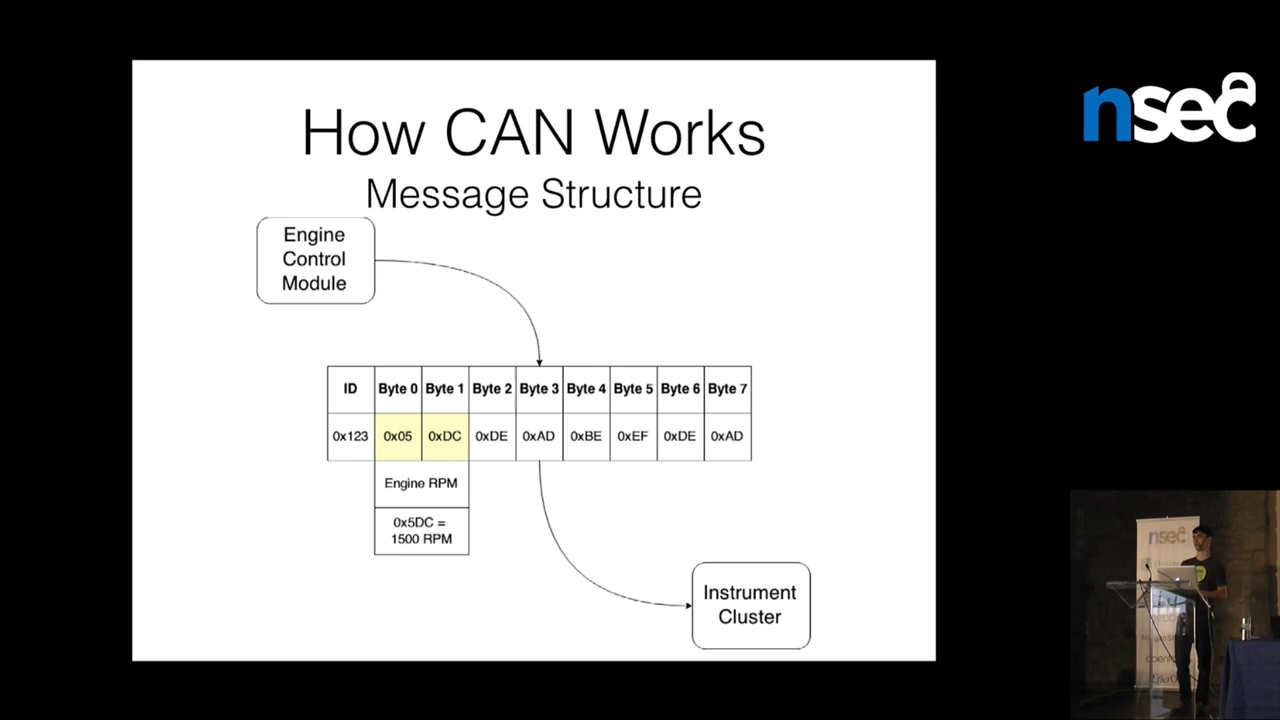 How CAN Works
Message Structure
nsec
Engine
Control
Module
ID Byte 0 Byte 1 Byte 2 Byte 3 Byte 4 Byte 5 Byte 6 Byte 7
0x123 0x05 0xDC 0xDE 0xAD 0xBE 0xEF 0xDE 0xAD
Engine RPM
0x5DC =
1500 RPM
Instrument
Cluster
nsec